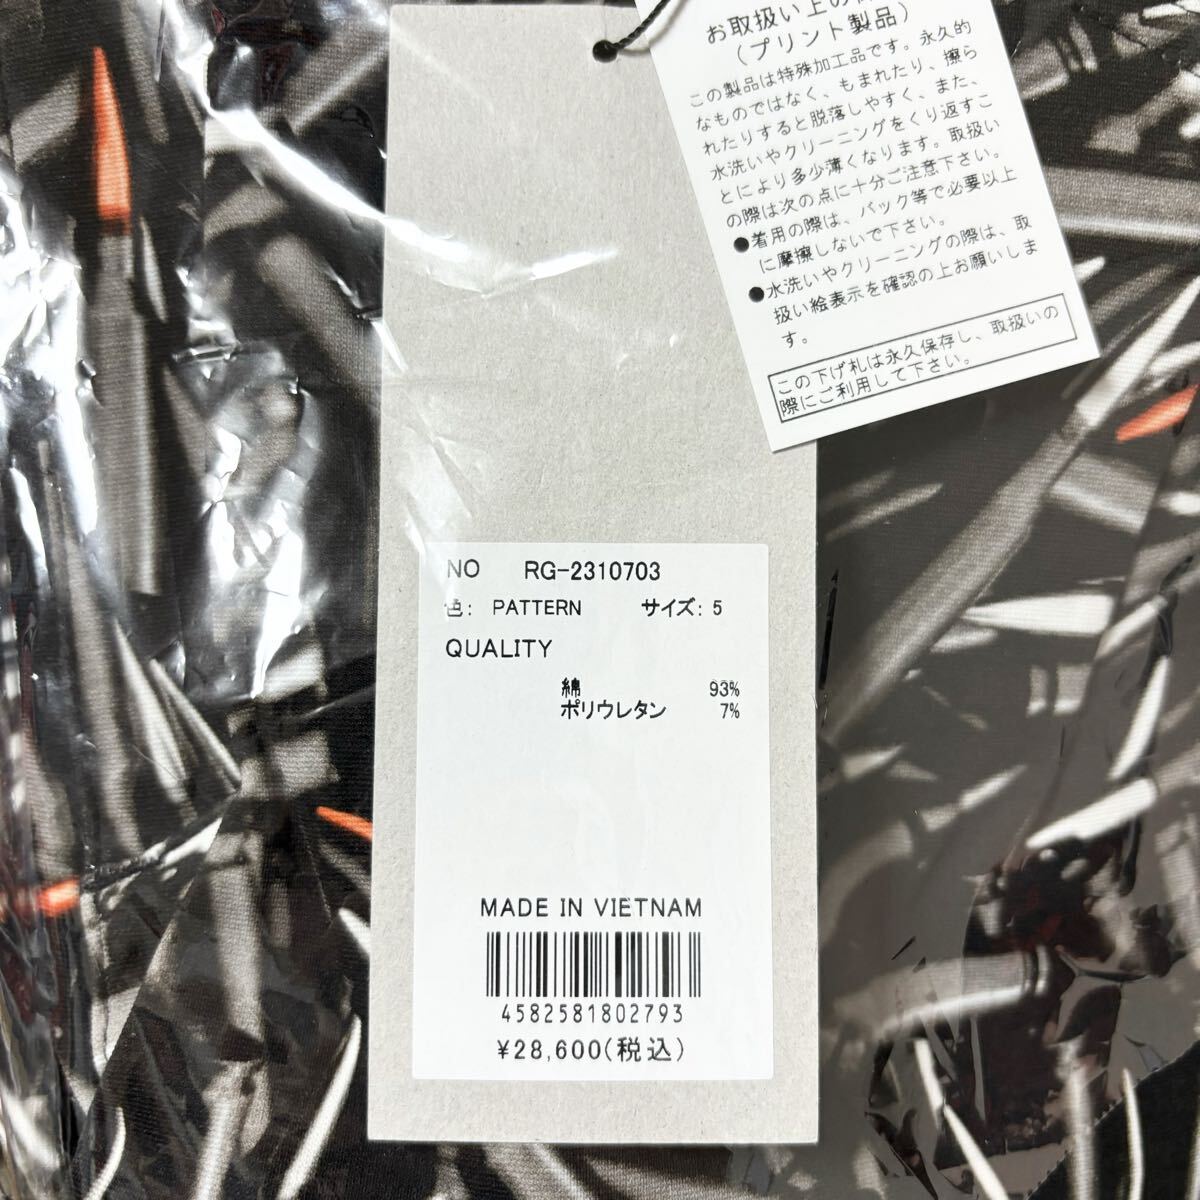 お取扱い上の
(プリント製品)
この製品は特殊加工品です。永久的
なものではなく、もまれたり、擦ら
れたりすると脱落しやすく、また、
水洗いやクリーニングをくり返すこ
とにより多少薄くなります。取扱い
の際は次の点に十分ご注意下さい。
●着用の際は、バック等で必要以上
に摩擦しないで下さい。
●水洗いやクリーニングの際は、取
扱い絵表示を確認の上お願いしま
す。
この下げ札は永久保存し、取扱いの
際にご利用して下さい。
NO RG-2310703
色: PATTERN サイズ: 5
QUALITY
綿 93%
ポリウレタン 7%
MADE IN VIETNAM
4582581802793
¥28,600(税込)